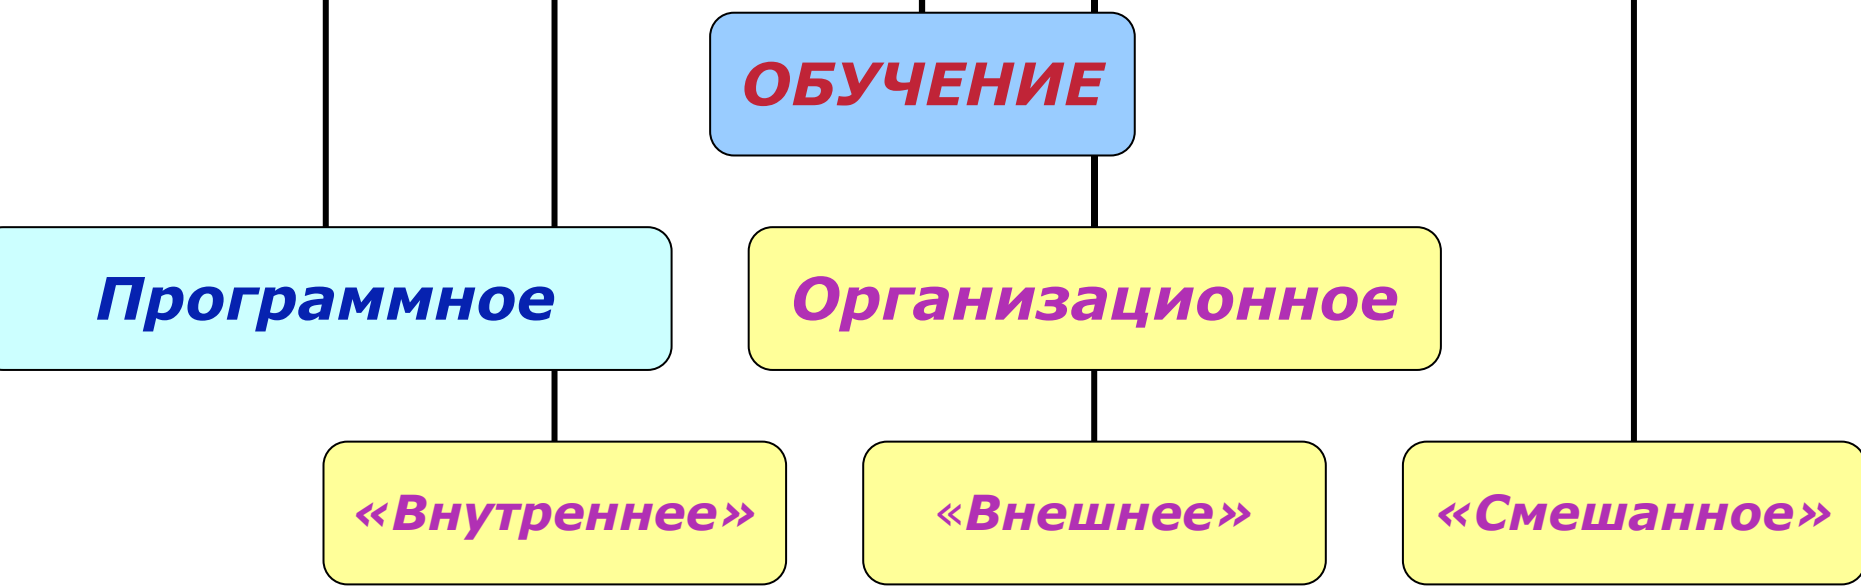 ОБУЧЕНИЕ
Программное
Организационное
«Внутреннее»
«Внешнее»
«Смешанное»